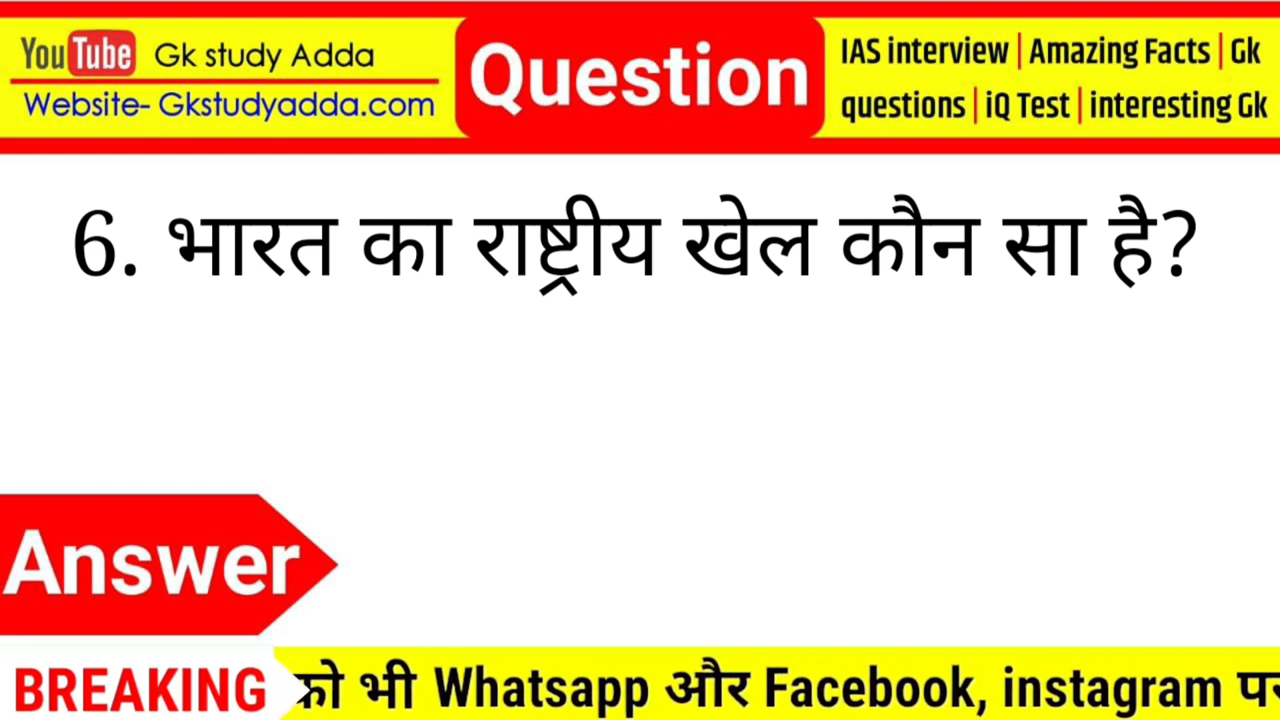 YouTube Gk study Adda
Website- Gkstudyadda.com
Question
IAS interview | Amazing Facts | Gk
questions | iQ Test | interesting Gk
6. भारत का राष्ट्रीय खेल कौन सा है?
Answer
BREAKING को भी Whatsapp और Facebook, instagram